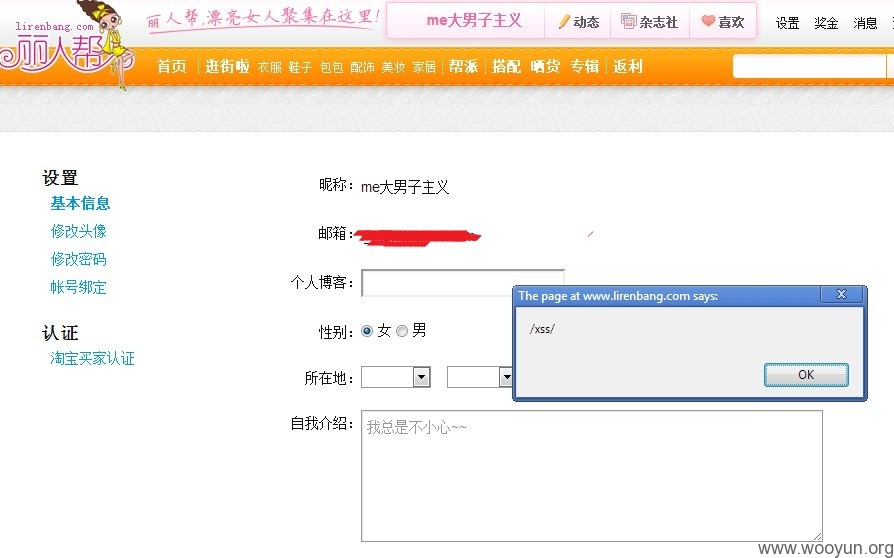 lirenbang.com
丽人帮
丽人帮,漂亮女人聚集在这里!
me大男子主义 动态 杂志社 喜欢 设置 奖金 消息
首页 逛街啦 衣服 鞋子 包包 配饰 美妆 家居 帮派 搭配 晒货 专辑 返利
设置
基本信息
修改头像
修改密码
帐号绑定
认证
淘宝买家认证
昵称: me大男子主义
邮箱:
个人博客:
性别: 女 男
所在地:
自我介绍: 我总是不小心~~
The page at www.lirenbang.com says:
/xss/
OK
www.wooyun.org